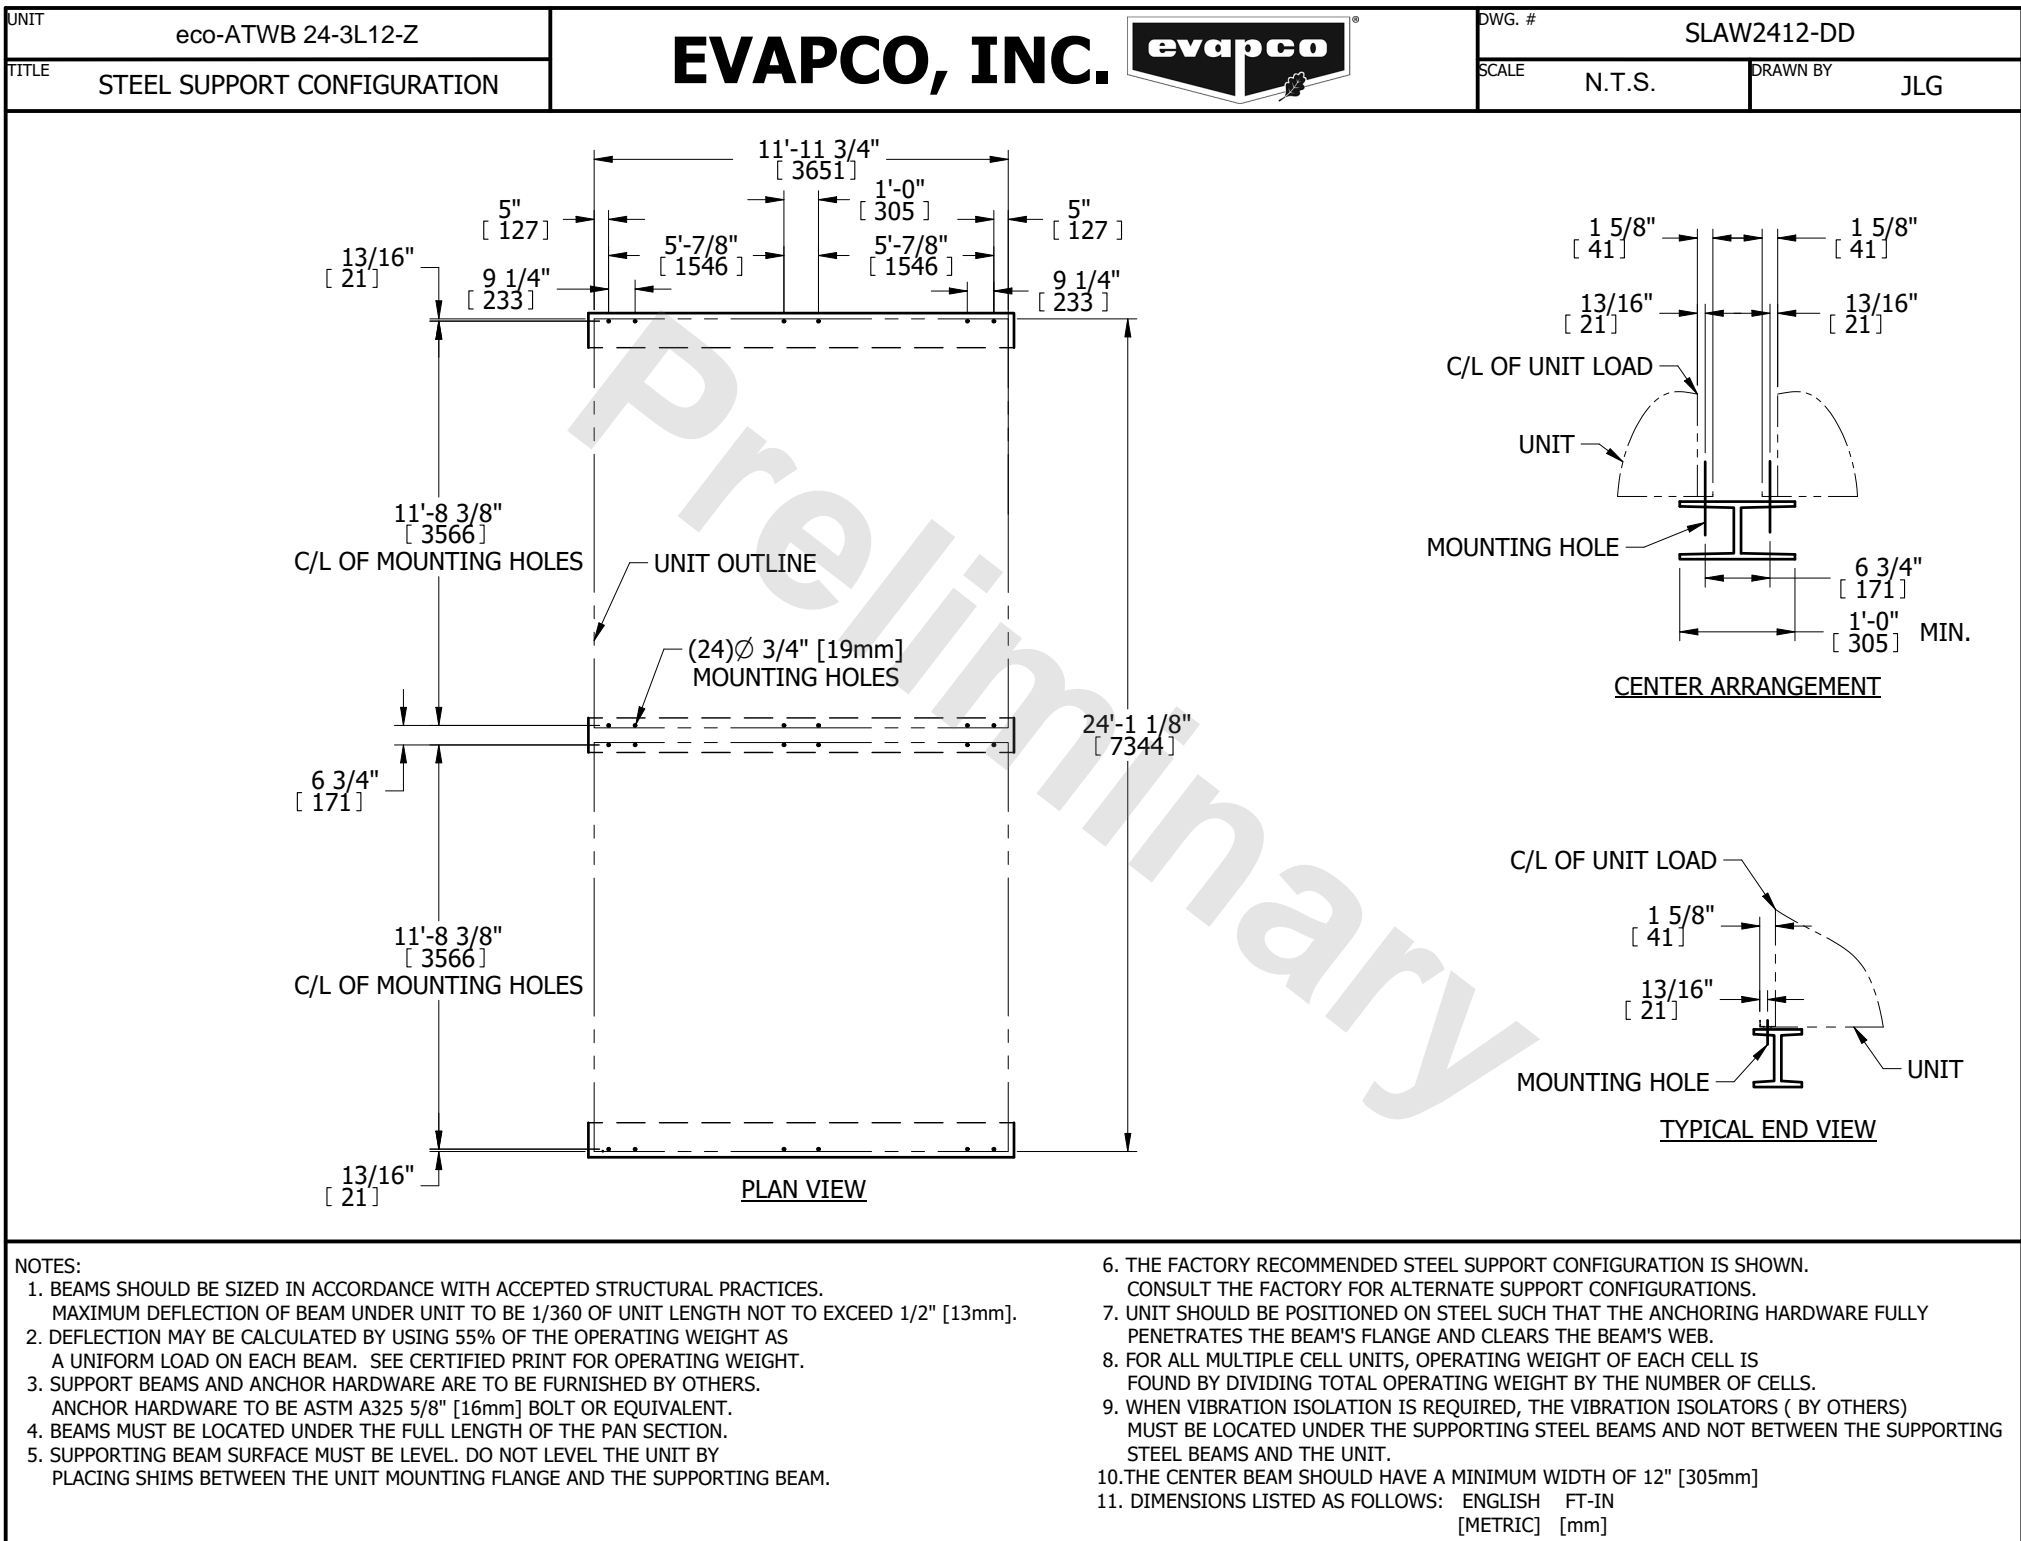 UNIT
eco-ATWB 24-3L12-Z
TITLE
STEEL SUPPORT CONFIGURATION
EVAPCO, INC.
evapco
®
DWG. #
SLAW2412-DD
SCALE
N.T.S.
DRAWN BY
JLG
11'-11 3/4"
[ 3651 ]
1'-0"
[ 305 ]
5"
[ 127 ]
5"
[ 127 ]
5'-7/8"
[ 1546 ]
5'-7/8"
[ 1546 ]
13/16"
[ 21 ]
9 1/4"
[ 233 ]
9 1/4"
[ 233 ]
11'-8 3/8"
[ 3566 ]
C/L OF MOUNTING HOLES
UNIT OUTLINE
(24)∅ 3/4" [19mm]
MOUNTING HOLES
24'-1 1/8"
[ 7344 ]
6 3/4"
[ 171 ]
11'-8 3/8"
[ 3566 ]
C/L OF MOUNTING HOLES
13/16"
[ 21 ]
PLAN VIEW
Preliminary
1 5/8"
[ 41 ]
1 5/8"
[ 41 ]
13/16"
[ 21 ]
13/16"
[ 21 ]
C/L OF UNIT LOAD
UNIT
MOUNTING HOLE
6 3/4"
[ 171 ]
1'-0"
[ 305 ] MIN.
CENTER ARRANGEMENT
C/L OF UNIT LOAD
1 5/8"
[ 41 ]
13/16"
[ 21 ]
MOUNTING HOLE
UNIT
TYPICAL END VIEW
NOTES:
1. BEAMS SHOULD BE SIZED IN ACCORDANCE WITH ACCEPTED STRUCTURAL PRACTICES.
MAXIMUM DEFLECTION OF BEAM UNDER UNIT TO BE 1/360 OF UNIT LENGTH NOT TO EXCEED 1/2" [13mm].
2. DEFLECTION MAY BE CALCULATED BY USING 55% OF THE OPERATING WEIGHT AS
A UNIFORM LOAD ON EACH BEAM. SEE CERTIFIED PRINT FOR OPERATING WEIGHT.
3. SUPPORT BEAMS AND ANCHOR HARDWARE ARE TO BE FURNISHED BY OTHERS.
ANCHOR HARDWARE TO BE ASTM A325 5/8" [16mm] BOLT OR EQUIVALENT.
4. BEAMS MUST BE LOCATED UNDER THE FULL LENGTH OF THE PAN SECTION.
5. SUPPORTING BEAM SURFACE MUST BE LEVEL. DO NOT LEVEL THE UNIT BY
PLACING SHIMS BETWEEN THE UNIT MOUNTING FLANGE AND THE SUPPORTING BEAM.
6. THE FACTORY RECOMMENDED STEEL SUPPORT CONFIGURATION IS SHOWN.
CONSULT THE FACTORY FOR ALTERNATE SUPPORT CONFIGURATIONS.
7. UNIT SHOULD BE POSITIONED ON STEEL SUCH THAT THE ANCHORING HARDWARE FULLY
PENETRATES THE BEAM'S FLANGE AND CLEARS THE BEAM'S WEB.
8. FOR ALL MULTIPLE CELL UNITS, OPERATING WEIGHT OF EACH CELL IS
FOUND BY DIVIDING TOTAL OPERATING WEIGHT BY THE NUMBER OF CELLS.
9. WHEN VIBRATION ISOLATION IS REQUIRED, THE VIBRATION ISOLATORS ( BY OTHERS)
MUST BE LOCATED UNDER THE SUPPORTING STEEL BEAMS AND NOT BETWEEN THE SUPPORTING
STEEL BEAMS AND THE UNIT.
10.THE CENTER BEAM SHOULD HAVE A MINIMUM WIDTH OF 12" [305mm]
11. DIMENSIONS LISTED AS FOLLOWS: ENGLISH FT-IN
[METRIC] [mm]